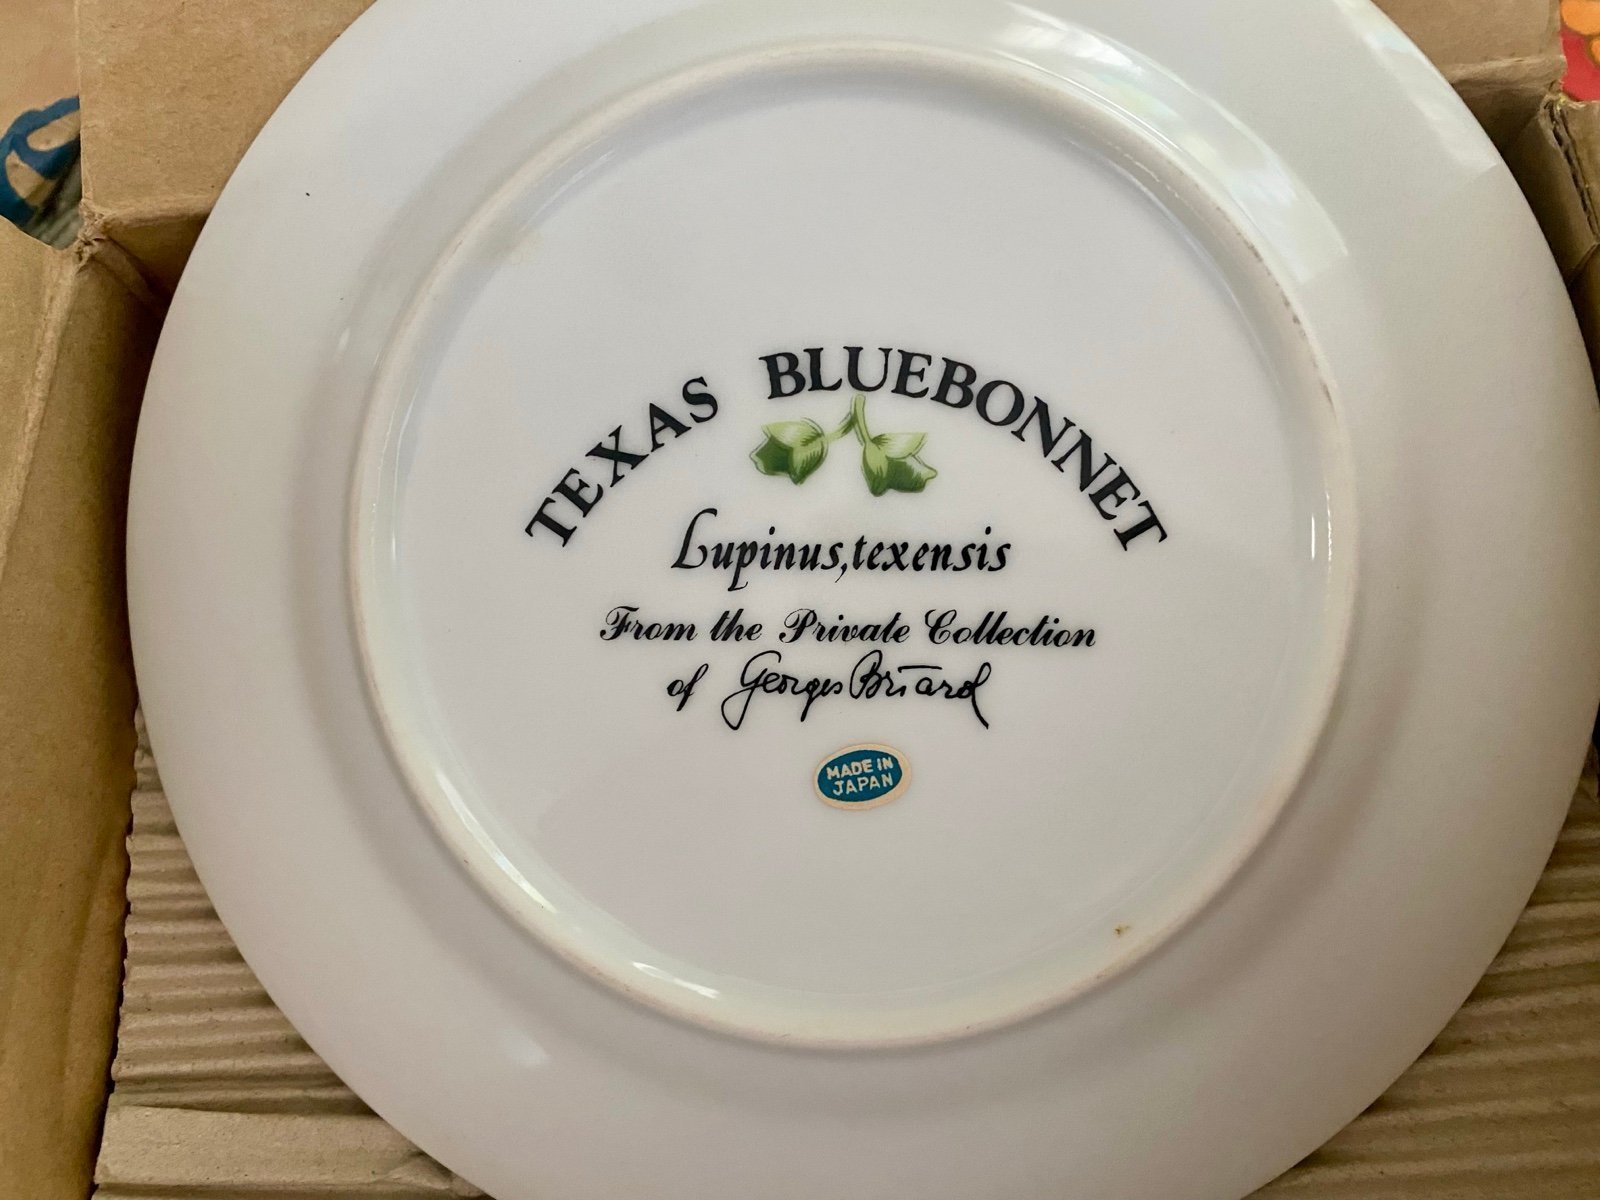 TEXAS BLUEBONNET
Lupinus,texensis
From the Private Collection
of Georges Briard
MADE IN
JAPAN